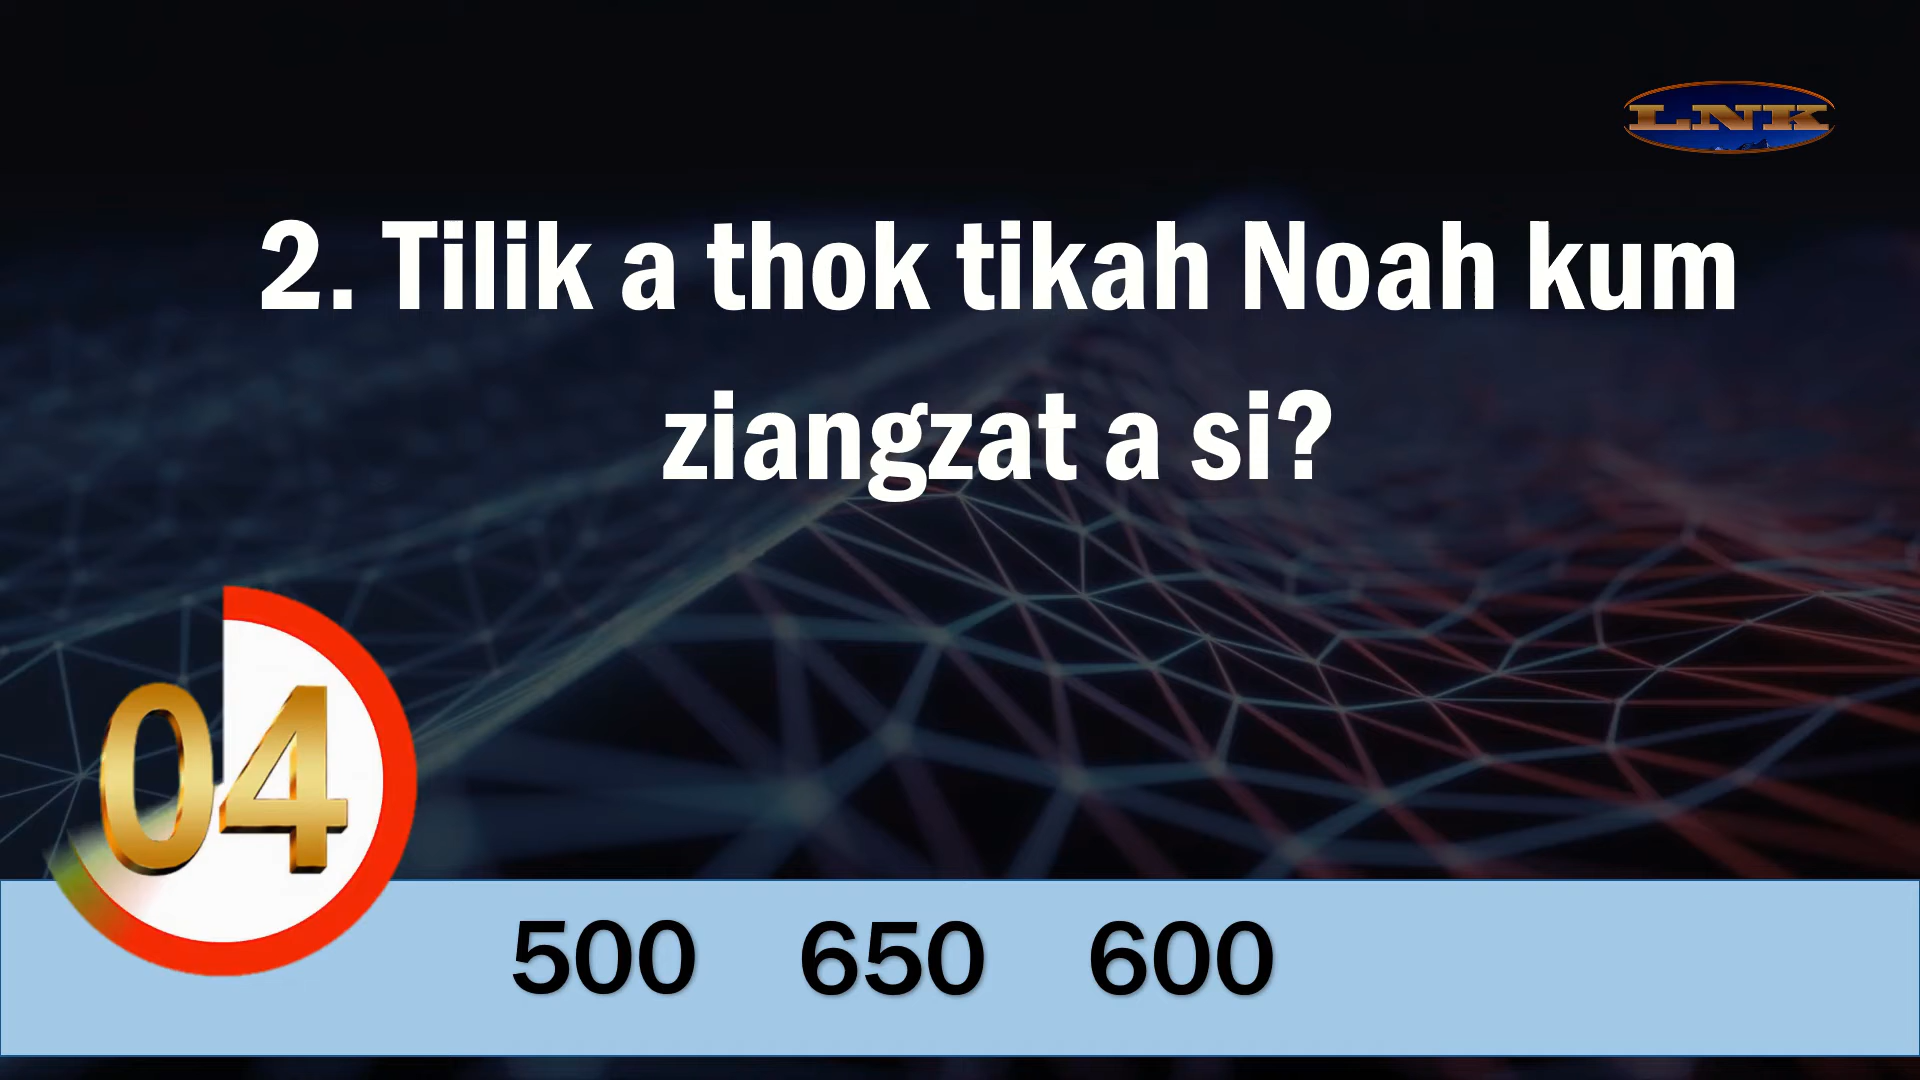 LNK
2. Tilik a thok tikah Noah kum
ziangzat a si?
04
500 650 600